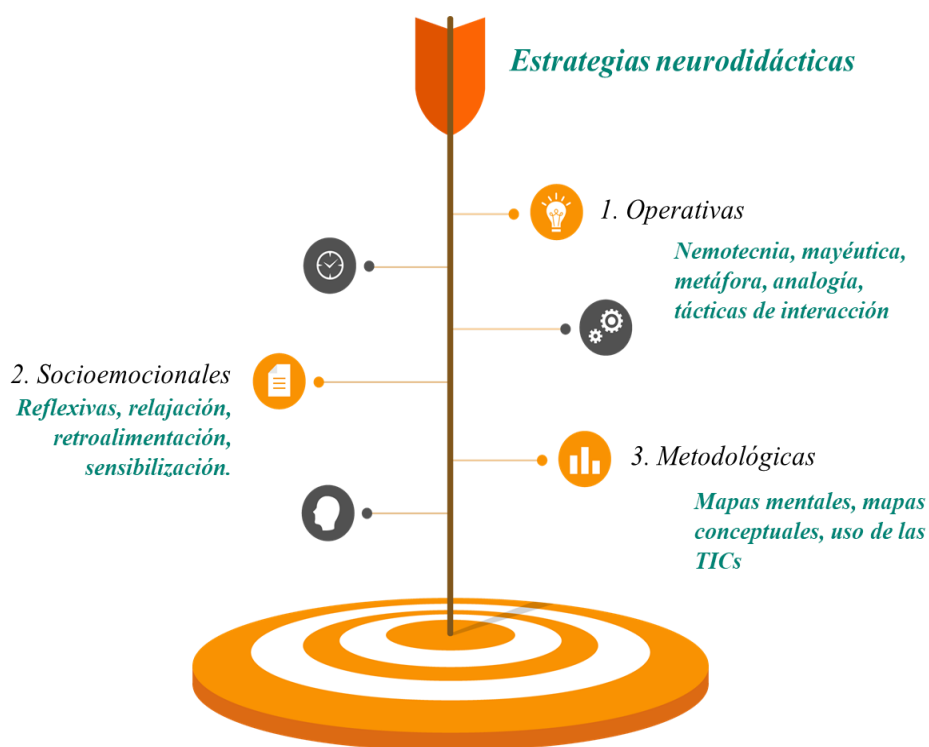 Estrategias neurodidácticas
1. Operativas
Nemotecnia, mayéutica,
metáfora, analogía,
tácticas de interacción
2. Socioemocionales
Reflexivas, relajación,
retroalimentación,
sensibilización.
3. Metodológicas
Mapas mentales, mapas
conceptuales, uso de las
TICs